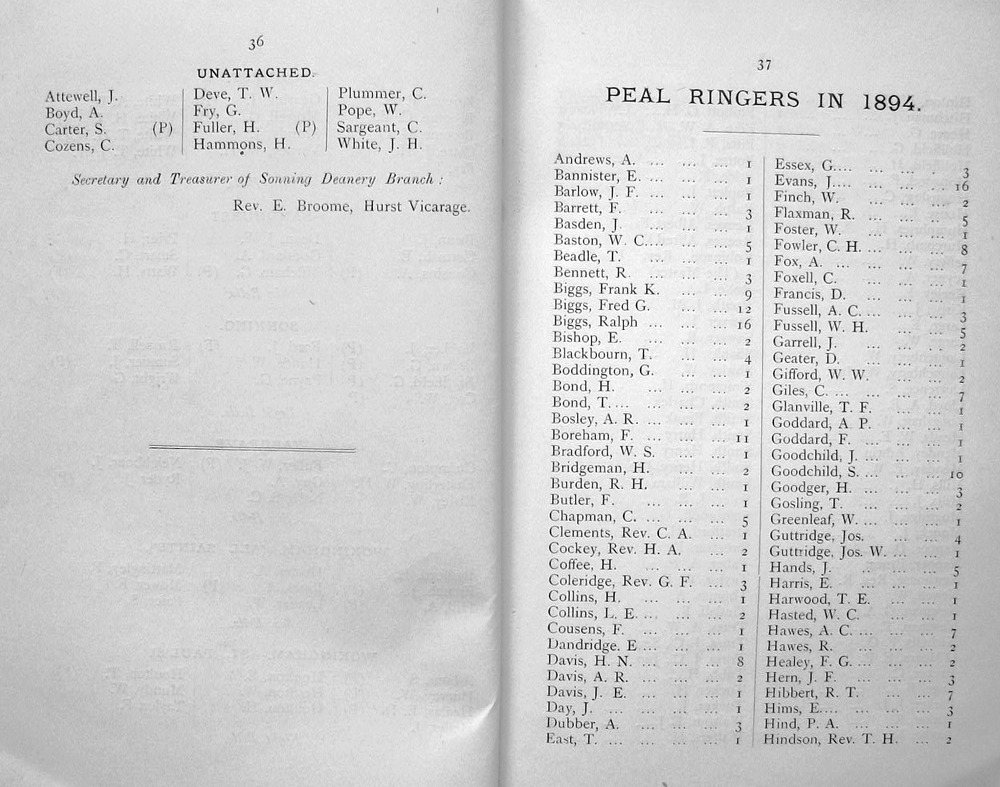 36
UNATTACHED.
Attewell, J.
Boyd, A.
Carter, S. (P)
Cozens, C.
Deve, T. W.
Fry, G.
Fuller, H. (P)
Hammons, H.
Plummer, C.
Pope, W.
Sargeant, C.
White, J. H.
Secretary and Treasurer of Sonning Deanery Branch :
Rev. E. Broome, Hurst Vicarage.
37
PEAL RINGERS IN 1894.
Andrews, A. ... ... ... 1
Bannister, E. ... ... ... 1
Barlow, J. F. ... ... ... 1
Barrett, F. ... ... ... 3
Basden, J. ... ... ... 1
Baston, W. C. ... ... ... 5
Beadle, T. ... ... ... 1
Bennett, R. ... ... ... 3
Biggs, Frank K. ... ... 9
Biggs, Fred G. ... ... 12
Biggs, Ralph ... ... ... 16
Bishop, E. ... ... ... 2
Blackbourn, T. ... ... 4
Boddington, G. ... ... 1
Bond, H. ... ... ... 2
Bond, T. ... ... ... ... 2
Bosley, A. R. ... ... ... 1
Boreham, F. ... ... ... 11
Bradford, W. S. ... ... 1
Bridgeman, H. ... ... 2
Burden, R. H. ... ... 1
Butler, F. ... ... ... 1
Chapman, C. ... ... ... 5
Clements, Rev. C. A. ... 1
Cockey, Rev. H. A. ... 2
Coffee, H. ... ... ... 1
Coleridge, Rev. G. F. ... 3
Collins, H. ... ... ... 1
Collins, L. E. ... ... ... 2
Cousens, F. ... ... ... 1
Dandridge. E ... ... ... 1
Davis, H. N. ... ... ... 8
Davis, A. R. ... ... ... 2
Davis, J. E. ... ... ... 1
Day, J. ... ... ... ... 1
Dubber, A. ... ... ... 3
East, T. ... ... ... ... 1
Essex, G. ... ... ... ... 3
Evans, J. ... ... ... ... 16
Finch, W. ... ... ... 2
Flaxman, R. ... ... ... 5
Foster, W. ... ... ... 1
Fowler, C. H. ... ... ... 8
Fox, A. ... ... ... ... 7
Foxell, C. ... ... ... 1
Francis, D. ... ... ... 1
Fussell, A. C. ... ... ... 3
Fussell, W. H. ... ... 5
Garrell, J. ... ... ... 2
Geater, D. ... ... ... 1
Gifford, W. W. ... ... 2
Giles, C. ... ... ... ... 7
Glanville, T. F. ... ... 1
Goddard, A. P. ... ... 1
Goddard, F. ... ... ... 1
Goodchild, J. ... ... ... 1
Goodchild, S. ... ... ... 10
Goodger, H. ... ... ... 3
Gosling, T. ... ... ... 2
Greenleaf, W. ... ... ... 1
Guttridge, Jos. ... ... 4
Guttridge, Jos. W. ... ... 1
Hands, J. ... ... ... 5
Harris, E. ... ... ... 1
Harwood, T. E. ... ... 1
Hasted, W. C. ... ... 1
Hawes, A. C. ... ... ... 7
Hawes, R. ... ... ... 2
Healey, F. G. ... ... ... 2
Hern, J. F. ... ... ... 3
Hibbert, R. T. ... ... 7
Hims, E. ... ... ... ... 3
Hind, P. A. ... ... ... 1
Hindson, Rev. T. H. ... 2